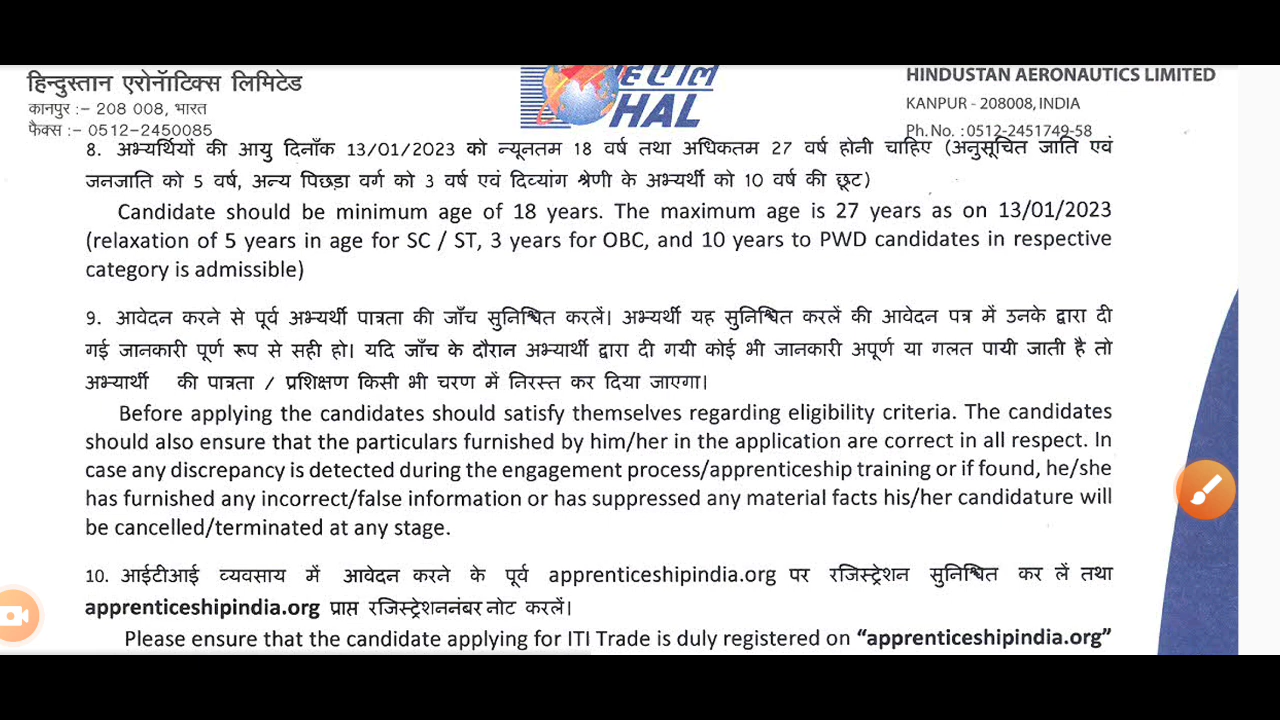 हिन्दुस्तान एरोनॅाटिक्स लिमिटेड
कानपुर :– 208 008, भारत
फैक्स :– 0512-2450085
हिएल
HAL
HINDUSTAN AERONAUTICS LIMITED
KANPUR - 208008, INDIA
Ph. No. : 0512-2451749-58
8. अभ्यर्थियों की आयु दिनाँक 13/01/2023 को न्यूनतम 18 वर्ष तथा अधिकतम 27 वर्ष होनी चाहिए (अनुसूचित जाति एवं
जनजाति को 5 वर्ष, अन्य पिछड़ा वर्ग को 3 वर्ष एवं दिव्यांग श्रेणी के अभ्यर्थी को 10 वर्ष की छूट)
Candidate should be minimum age of 18 years. The maximum age is 27 years as on 13/01/2023
(relaxation of 5 years in age for SC / ST, 3 years for OBC, and 10 years to PWD candidates in respective
category is admissible)
9. आवेदन करने से पूर्व अभ्यर्थी पात्रता की जाँच सुनिश्चित करलें। अभ्यर्थी यह सुनिश्चित करलें की आवेदन पत्र में उनके द्वारा दी
गई जानकारी पूर्ण रूप से सही हो। यदि जाँच के दौरान अभ्यार्थी द्वारा दी गयी कोई भी जानकारी अपूर्ण या गलत पायी जाती है तो
अभ्यार्थी की पात्रता / प्रशिक्षण किसी भी चरण में निरस्त कर दिया जाएगा।
Before applying the candidates should satisfy themselves regarding eligibility criteria. The candidates
should also ensure that the particulars furnished by him/her in the application are correct in all respect. In
case any discrepancy is detected during the engagement process/apprenticeship training or if found, he/she
has furnished any incorrect/false information or has suppressed any material facts his/her candidature will
be cancelled/terminated at any stage.
10. आईटीआई व्यवसाय में आवेदन करने के पूर्व apprenticeshipindia.org पर रजिस्ट्रेशन सुनिश्चित कर लें तथा
apprenticeshipindia.org प्राप्त रजिस्ट्रेशननंबर नोट करलें।
Please ensure that the candidate applying for ITI Trade is duly registered on “apprenticeshipindia.org”